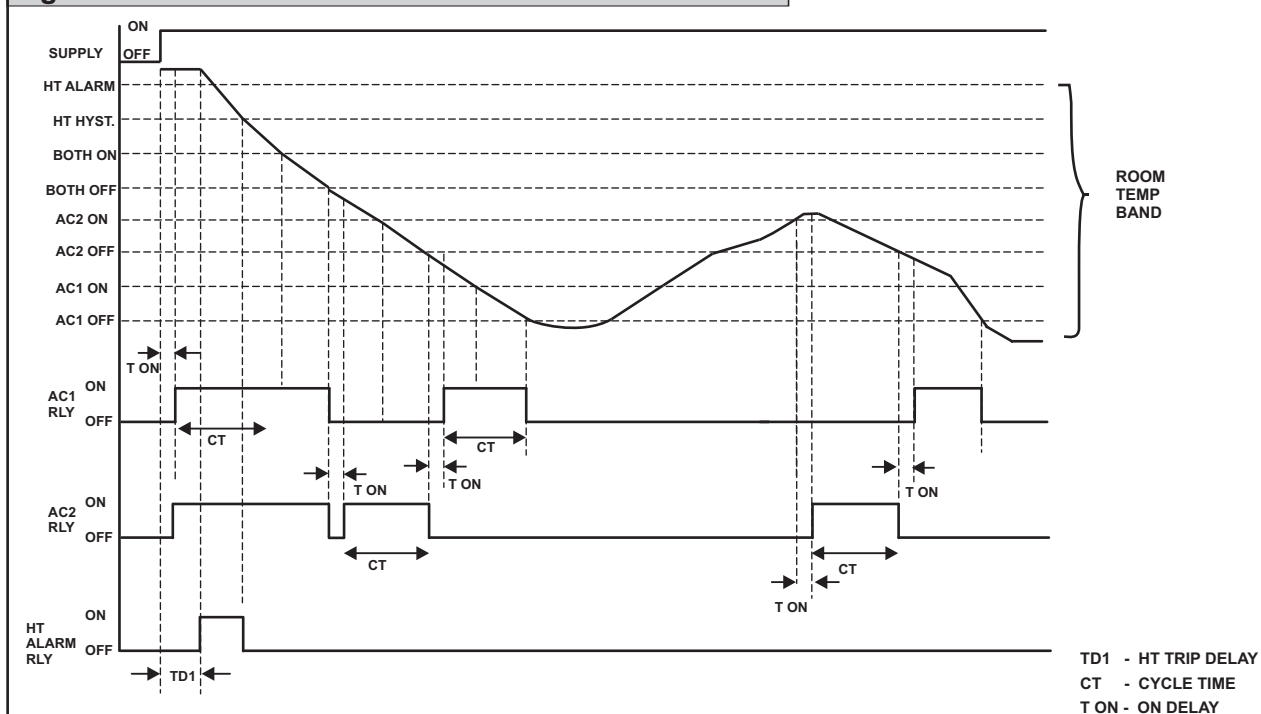 ON
SUPPLY OFF
HT ALARM
HT HYST.
BOTH ON
BOTH OFF
AC2 ON
AC2 OFF
AC1 ON
AC1 OFF
ROOM
TEMP
BAND
T ON
ON
AC1
RLY
OFF
CT
CT
T ON
T ON
T ON
ON
AC2
RLY
OFF
CT
CT
T ON
ON
HT
ALARM
RLY
OFF
TD1
TD1 - HT TRIP DELAY
CT - CYCLE TIME
T ON - ON DELAY